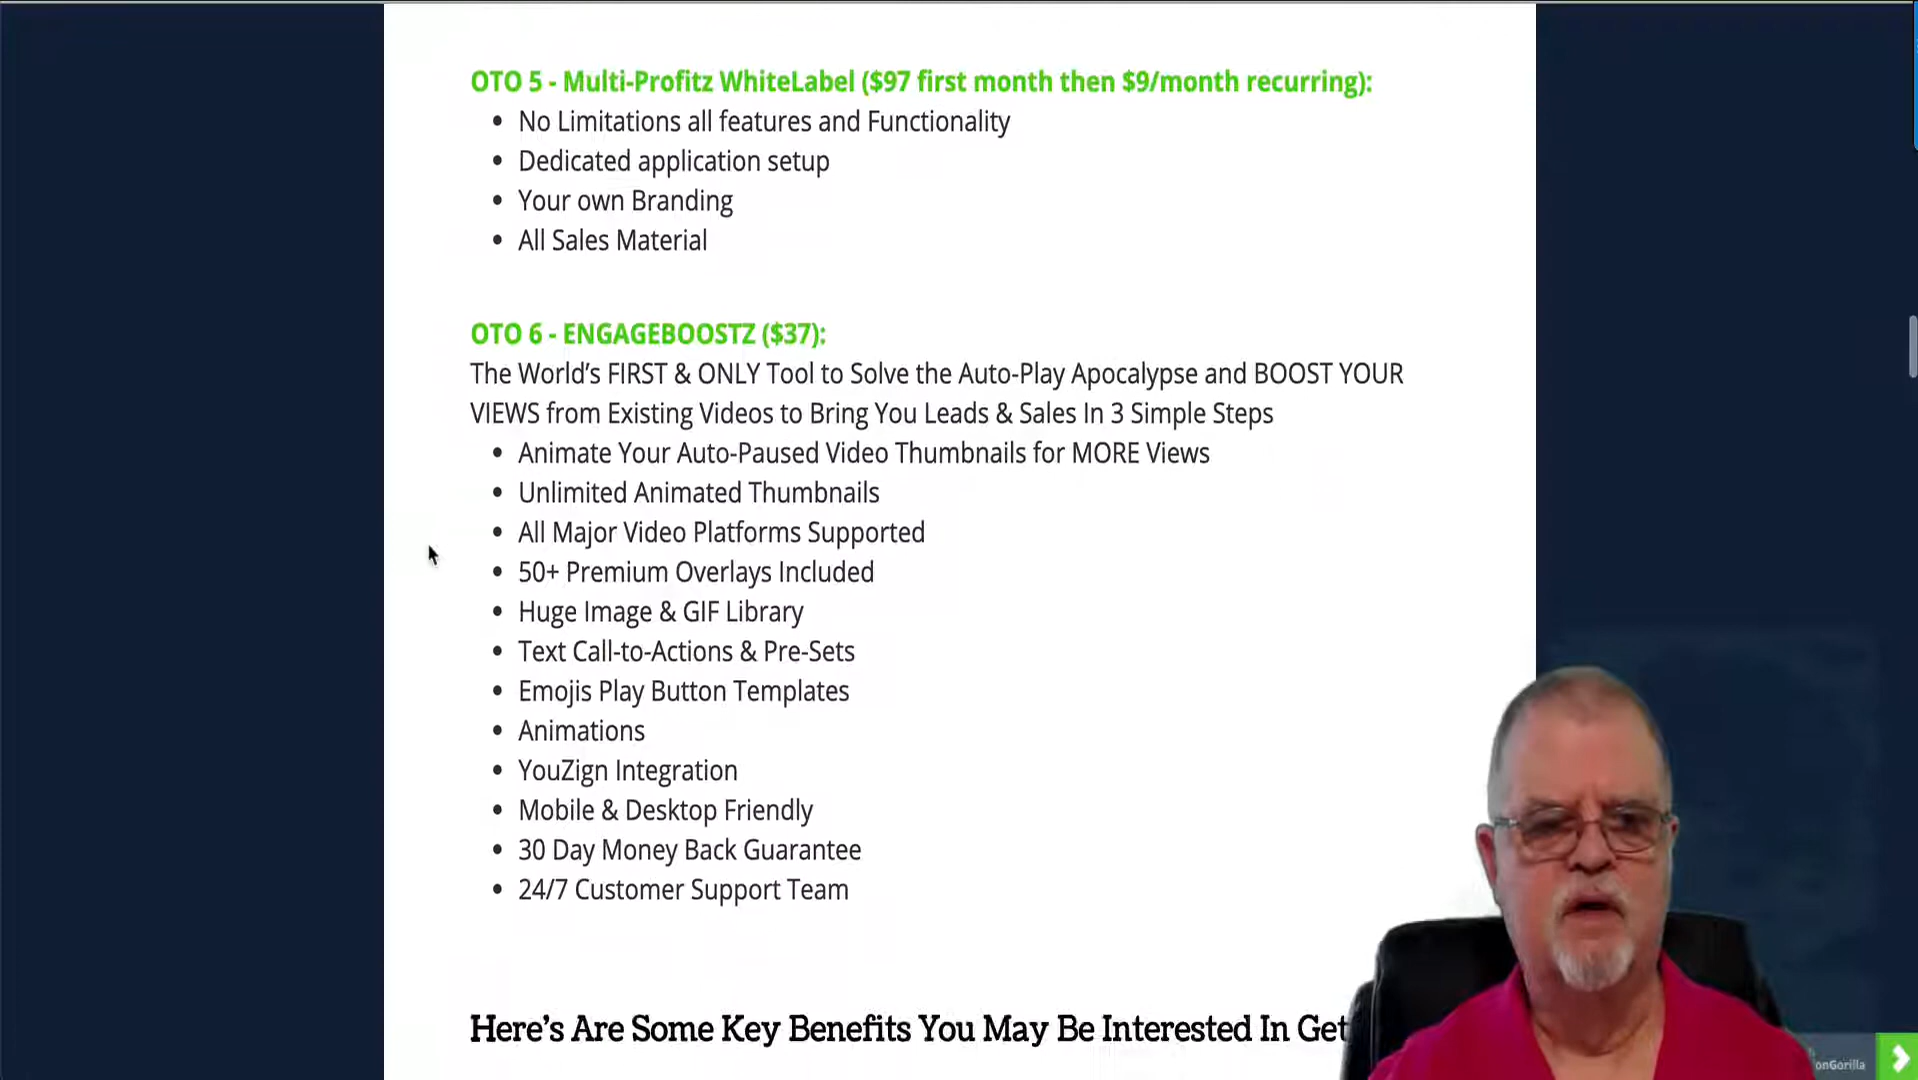 OTO 5 - Multi-Profitz WhiteLabel ($97 first month then $9/month recurring):
• No Limitations all features and Functionality
• Dedicated application setup
• Your own Branding
• All Sales Material
OTO 6 - ENGAGEBOOSTZ ($37):
The World's FIRST & ONLY Tool to Solve the Auto-Play Apocalypse and BOOST YOUR
VIEWS from Existing Videos to Bring You Leads & Sales In 3 Simple Steps
• Animate Your Auto-Paused Video Thumbnails for MORE Views
• Unlimited Animated Thumbnails
• All Major Video Platforms Supported
• 50+ Premium Overlays Included
• Huge Image & GIF Library
• Text Call-to-Actions & Pre-Sets
• Emojis Play Button Templates
• Animations
• YouZign Integration
• Mobile & Desktop Friendly
• 30 Day Money Back Guarantee
• 24/7 Customer Support Team
Here's Are Some Key Benefits You May Be Interested In Get
onGorilla